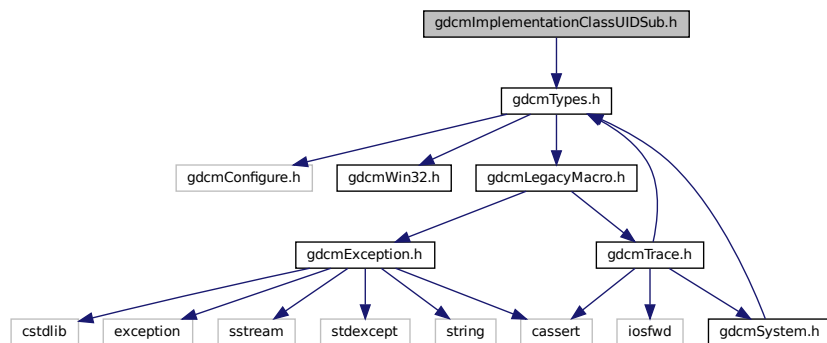 gdcmImplementationClassUIDSub.h
gdcmTypes.h
gdcmConfigure.h
gdcmWin32.h
gdcmLegacyMacro.h
gdcmException.h
gdcmTrace.h
cstdlib
exception
sstream
stdexcept
string
cassert
iosfwd
gdcmSystem.h